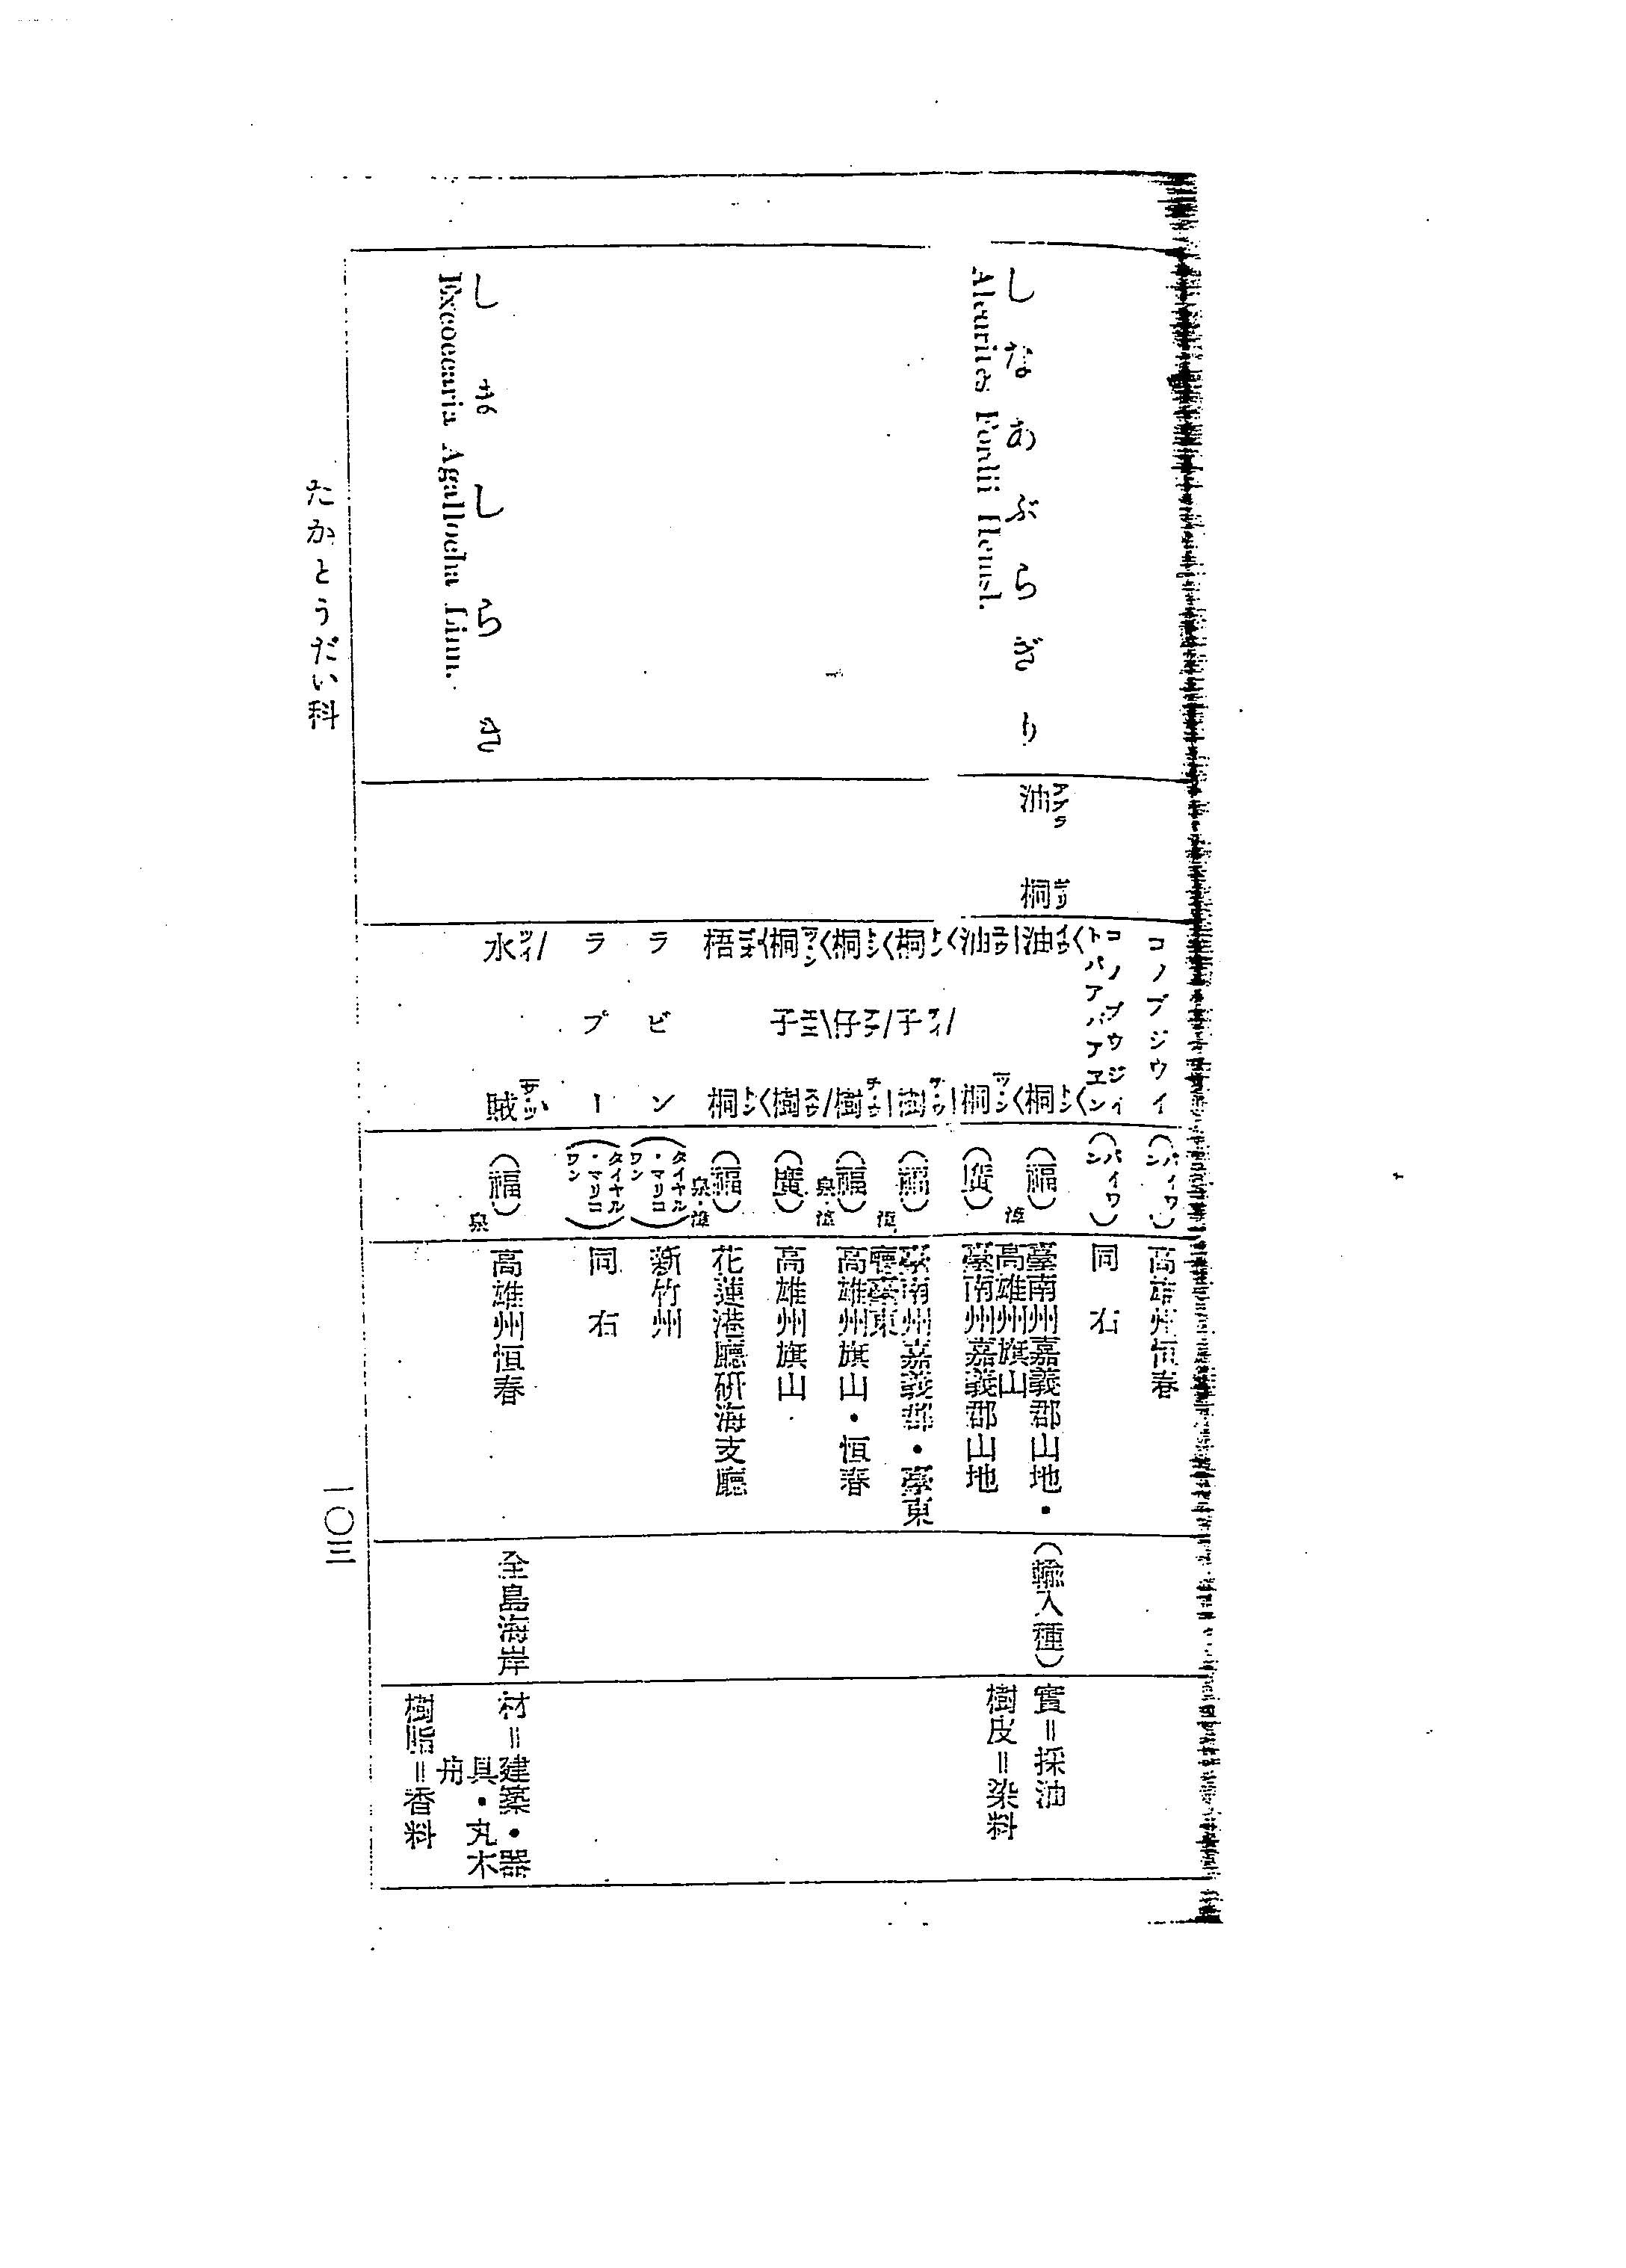 コノブジウイ
(パイワン)
高雄州恒春
コノブウジイ
トパアパアヱン
(パイワン)
同右
しなあぶらぎり
Aleurites Fordii Hemsl.
油桐
アブラ
ギリ
油桐
(福)
漳
臺南州嘉義郡山地・
高雄州旗山
(輸入種)
實=採油
樹皮=染料
油桐
(廣)
臺南州嘉義郡山地
桐子樹
(福)
臺南州嘉義郡・臺東
廳臺東
桐仔樹
(福)
泉・漳
高雄州旗山・恒春
桐子樹
(廣)
高雄州旗山
梧桐
(福)
泉・漳
花蓮港廳研海支廳
ラビン
(タイヤル
・マリコ
ワン)
新竹州
ラプー
(タイヤル
・マリコ
ワン)
同右
しましらき
Excoecaria Agallocha Linn.
水賊
(福)
泉
高雄州恒春
全島海岸
材=建築・器
具・丸木
舟
樹脂=香料
たかとうだい科
一〇三